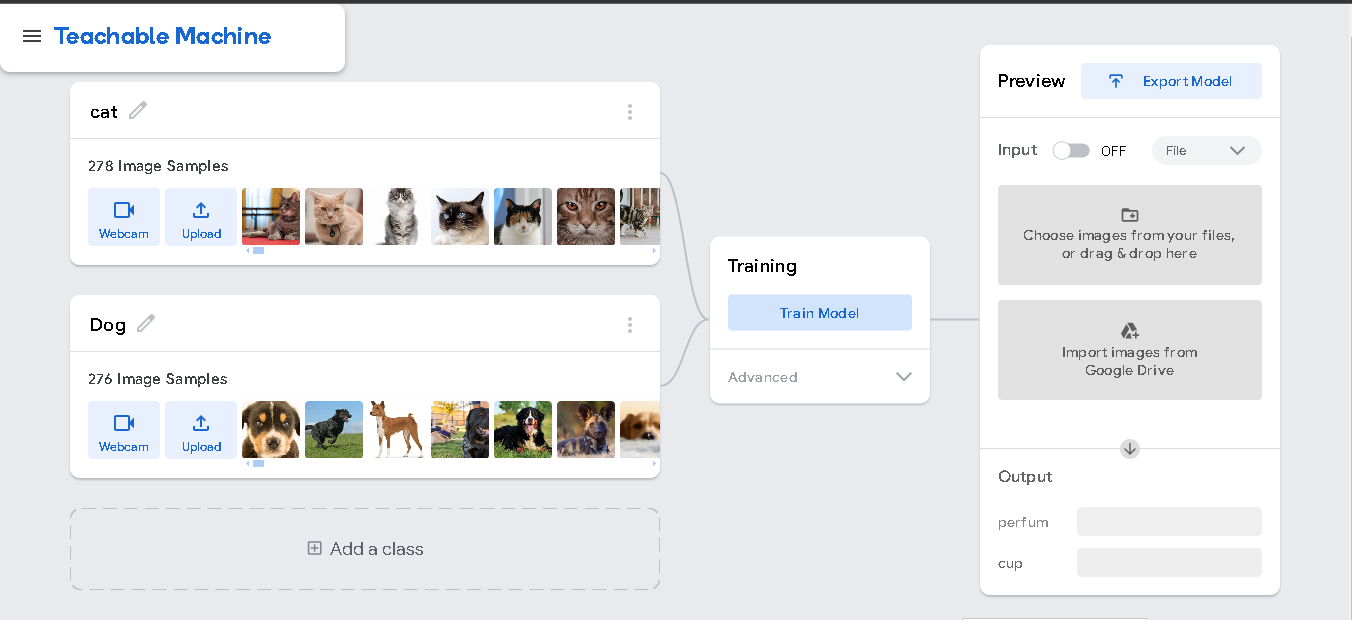 Teachable Machine
cat
278 Image Samples
Webcam
Upload
Dog
276 Image Samples
Webcam
Upload
Add a class
Training
Train Model
Advanced
Preview
Export Model
Input
OFF
File
Choose images from your files,
or drag & drop here
Import images from
Google Drive
Output
perfum
cup